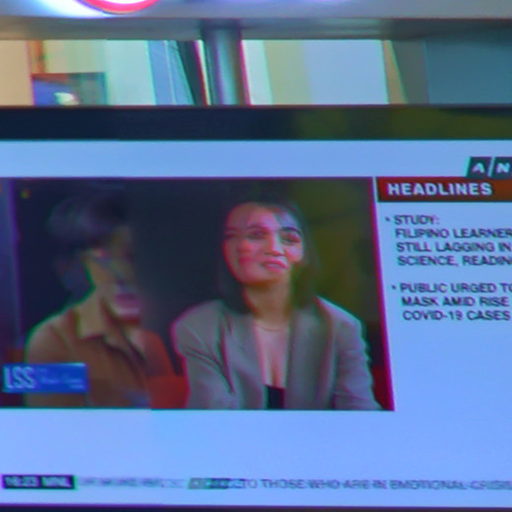 A/N
HEADLINES
• STUDY:
FILIPINO LEARNER
STILL LAGGING IN
SCIENCE, READIN
• PUBLIC URGED TO
MASK AMID RISE
COVID-19 CASES
LSS
TO THOSE WHO ARE IN EMOTIONAL CRISIS